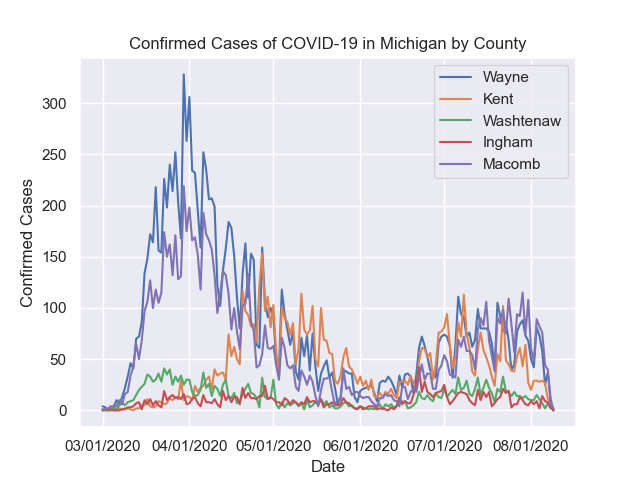 Confirmed Cases of COVID-19 in Michigan by County
Wayne
Kent
Washtenaw
Ingham
Macomb
300
250
200
150
100
50
0
Confirmed Cases
03/01/2020 04/01/2020 05/01/2020 06/01/2020 07/01/2020 08/01/2020
Date